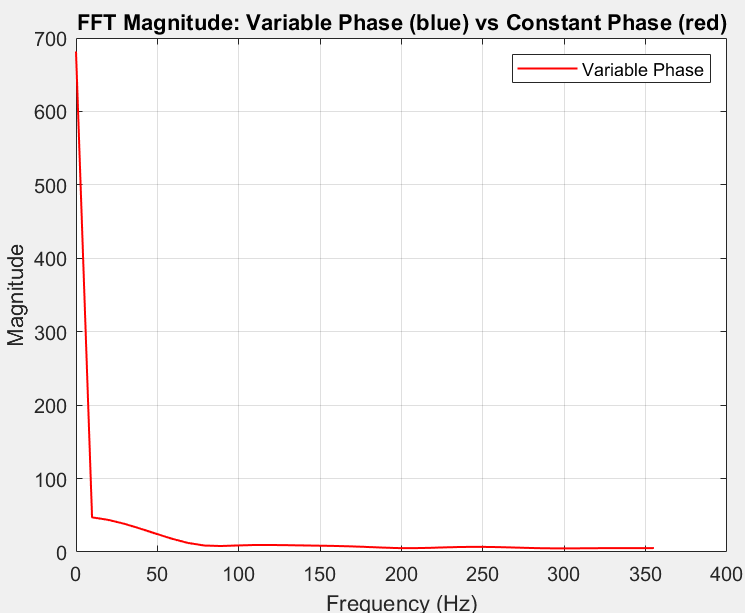 FFT Magnitude: Variable Phase (blue) vs Constant Phase (red)
700
Variable Phase
600
500
400
300
200
100
0
Magnitude
0 50 100 150 200 250 300 350 400
Frequency (Hz)